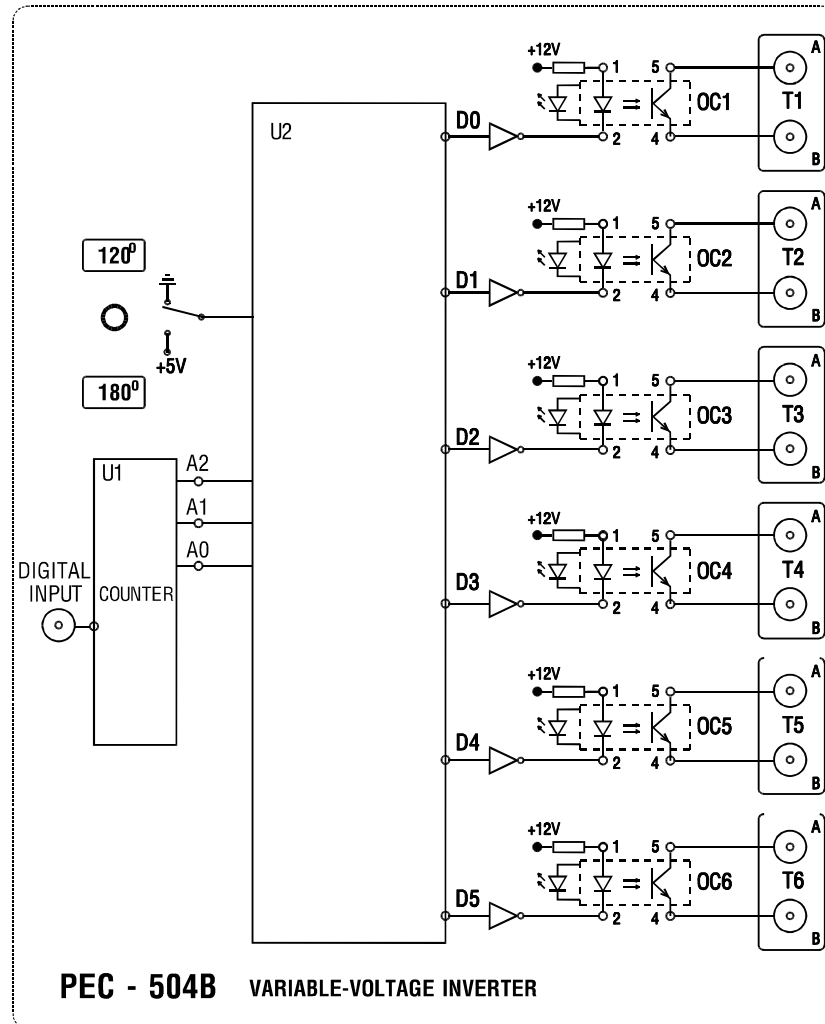 +12V
1
5
A
D0
OC1
T1
2
4
B
U2
+12V
1
5
A
120⁰
D1
OC2
T2
2
4
B
+5V
180⁰
+12V
1
5
A
D2
OC3
T3
2
4
B
U1
A2
A1
A0
DIGITAL
INPUT
COUNTER
+12V
1
5
A
D3
OC4
T4
2
4
B
+12V
1
5
A
D4
OC5
T5
2
4
B
+12V
1
5
A
D5
OC6
T6
2
4
B
PEC - 504B VARIABLE-VOLTAGE INVERTER